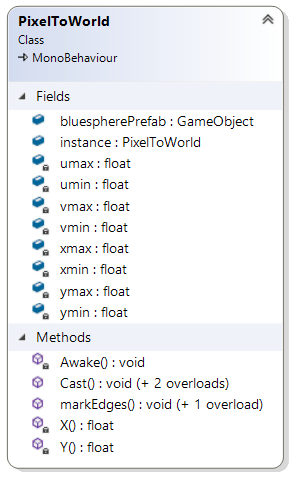 PixelToWorld
Class
MonoBehaviour
Fields
bluespherePrefab : GameObject
instance : PixelToWorld
umax : float
umin : float
vmax : float
vmin : float
xmax : float
xmin : float
ymax : float
ymin : float
Methods
Awake() : void
Cast() : void (+ 2 overloads)
markEdges() : void (+ 1 overload)
X() : float
Y() : float